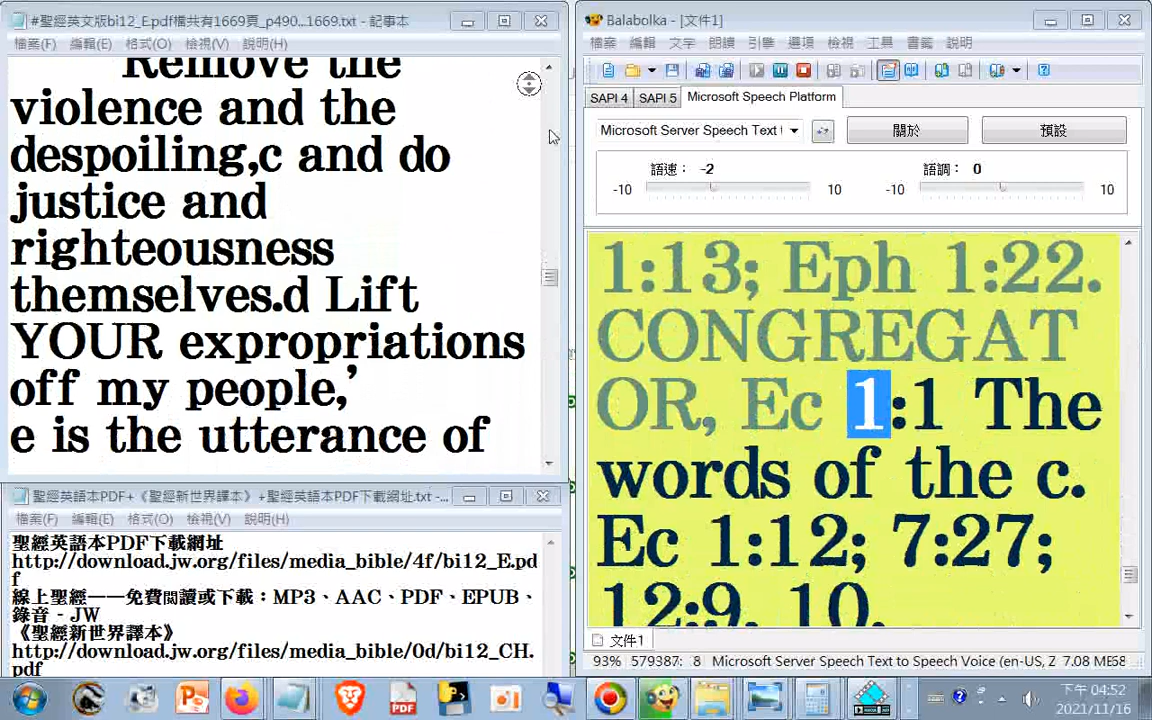 #聖經英文版bi12_E.pdf檔共有1669頁_p490...1669.txt - 記事本
檔案(F) 編輯(E) 格式(O) 檢視(V) 說明(H)
Remove the
violence and the
despoiling,c and do
justice and
righteousness
themselves.d Lift
YOUR expropriations
off my people,’
e is the utterance of
聖經英語本PDF+《聖經新世界譯本》+聖經英語本PDF下載網址.txt -...
檔案(F) 編輯(E) 格式(O) 檢視(V) 說明(H)
聖經英語本PDF下載網址
http://download.jw.org/files/media_bible/4f/bi12_E.pd
f
線上聖經——免費閱讀或下載：MP3、AAC、PDF、EPUB、
錄音 - JW
《聖經新世界譯本》
http://download.jw.org/files/media_bible/0d/bi12_CH.
pdf
Balabolka - [文件1]
檔案 編輯 文字 朗讀 引擎 選項 檢視 工具 書籤 說明
SAPI 4 SAPI 5 Microsoft Speech Platform
Microsoft Server Speech Text 關於 預設
語速： -2 語調： 0
-10 10 -10 10
1:13; Eph 1:22.
CONGREGAT
OR, Ec 1:1 The
words of the c.
Ec 1:12; 7:27;
12:9, 10.
文件1
93% 579387: 8 Microsoft Server Speech Text to Speech Voice (en-US, Z 7.08 MB
PDF
下午 04:52
2021/11/16